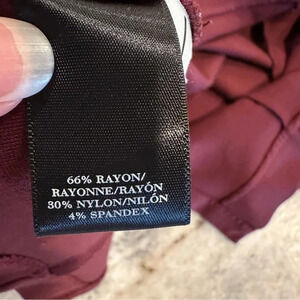 66% RAYON/
RAYONNE/RAYÓN
30% NYLON/NILÓN
4% SPANDEX